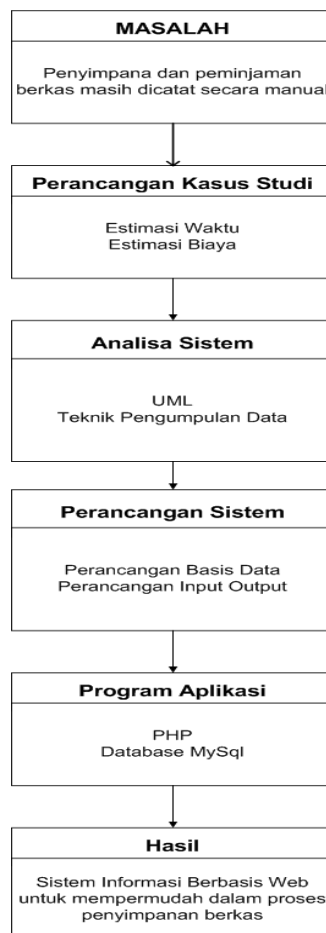 MASALAH
Penyimpana dan peminjaman
berkas masih dicatat secara manual
Perancangan Kasus Studi
Estimasi Waktu
Estimasi Biaya
Analisa Sistem
UML
Teknik Pengumpulan Data
Perancangan Sistem
Perancangan Basis Data
Perancangan Input Output
Program Aplikasi
PHP
Database MySql
Hasil
Sistem Informasi Berbasis Web
untuk mempermudah dalam proses
penyimpanan berkas